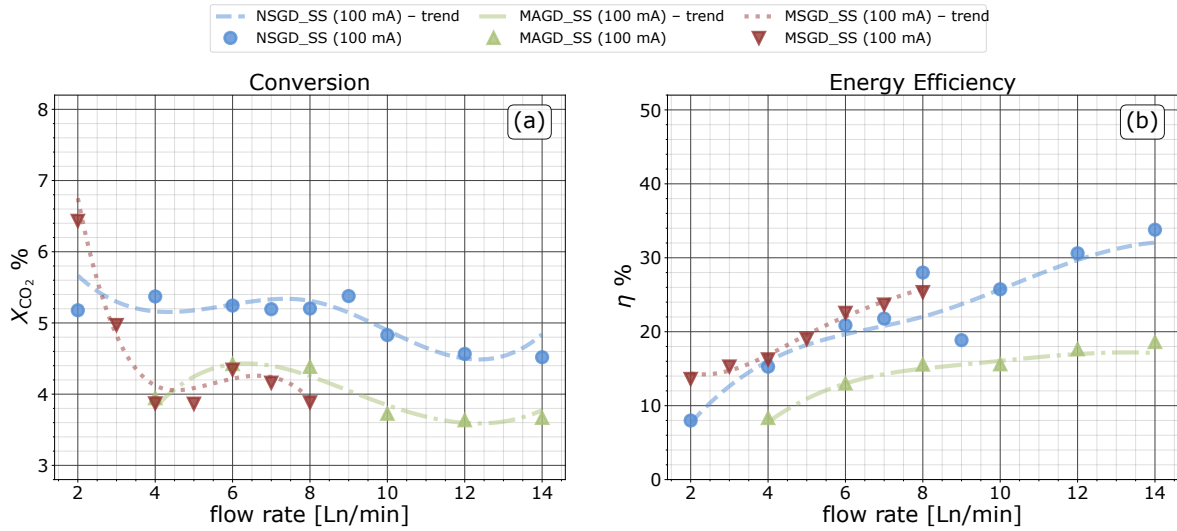 NSGD_SS (100 mA) – trend MAGD_SS (100 mA) – trend MSGD_SS (100 mA) – trend
NSGD_SS (100 mA) MAGD_SS (100 mA) MSGD_SS (100 mA)
Conversion
(a)
8
7
6
5
4
3
X_CO₂ %
2 4 6 8 10 12 14
flow rate [Ln/min]
Energy Efficiency
(b)
50
40
30
20
10
0
η %
2 4 6 8 10 12 14
flow rate [Ln/min]